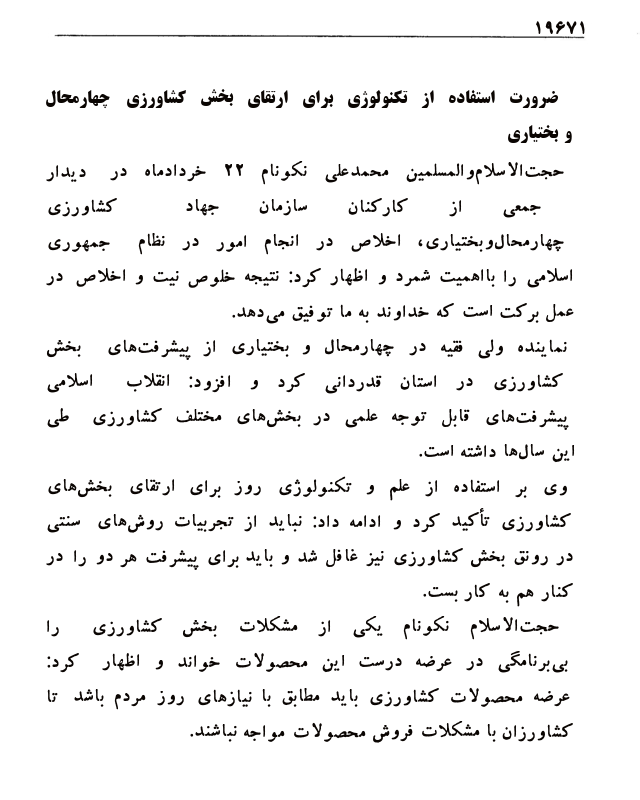 ۱۹۶۷۱
ضرورت استفاده از تکنولوژی برای ارتقای بخش کشاورزی چهارمحال
و بختیاری
حجت‌الاسلام‌والمسلمین محمدعلی نکونام ۲۲ خردادماه در دیدار
جمعی از کارکنان سازمان جهاد کشاورزی
چهارمحال‌وبختیاری، اخلاص در انجام امور در نظام جمهوری
اسلامی را بااهمیت شمرد و اظهار کرد: نتیجه خلوص نیت و اخلاص در
عمل برکت است که خداوند به ما توفیق می‌دهد.
نماینده ولی فقیه در چهارمحال و بختیاری از پیشرفت‌های بخش
کشاورزی در استان قدردانی کرد و افزود: انقلاب اسلامی
پیشرفت‌های قابل توجه علمی در بخش‌های مختلف کشاورزی طی
این سال‌ها داشته است.
وی بر استفاده از علم و تکنولوژی روز برای ارتقای بخش‌های
کشاورزی تأکید کرد و ادامه داد: نباید از تجربیات روش‌های سنتی
در رونق بخش کشاورزی نیز غافل شد و باید برای پیشرفت هر دو را در
کنار هم به کار بست.
حجت‌الاسلام نکونام یکی از مشکلات بخش کشاورزی را
بی‌برنامگی در عرضه درست این محصولات خواند و اظهار کرد:
عرضه محصولات کشاورزی باید مطابق با نیازهای روز مردم باشد تا
کشاورزان با مشکلات فروش محصولات مواجه نباشند.